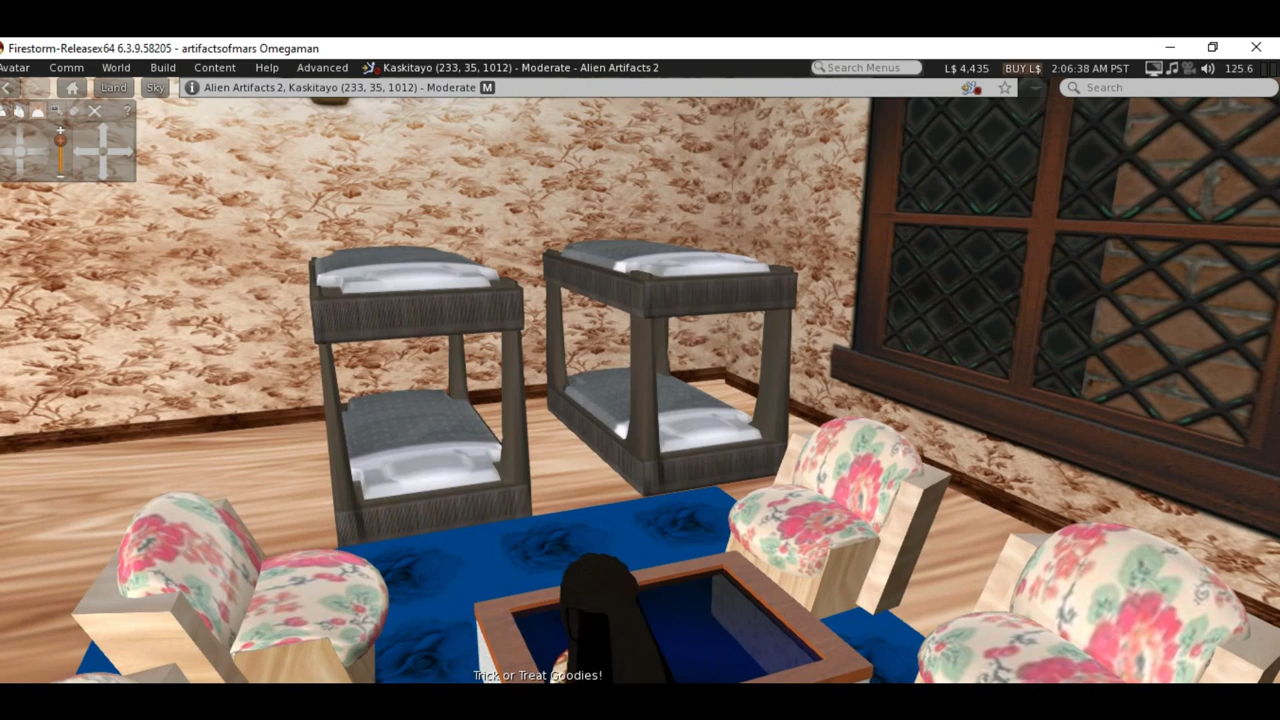 Firestorm-Releasex64 6.3.9.58205 - artifactsofmars Omegaman
Avatar Comm World Build Content Help Advanced Kaskitayo (233, 35, 1012) - Moderate - Alien Artifacts 2 Search Menus L$ 4,435 BUY L$ 2:06:38 AM PST 125.6
Land Sky Alien Artifacts 2, Kaskitayo (233, 35, 1012) - Moderate M Search
?
Trick or Treat Goodies!